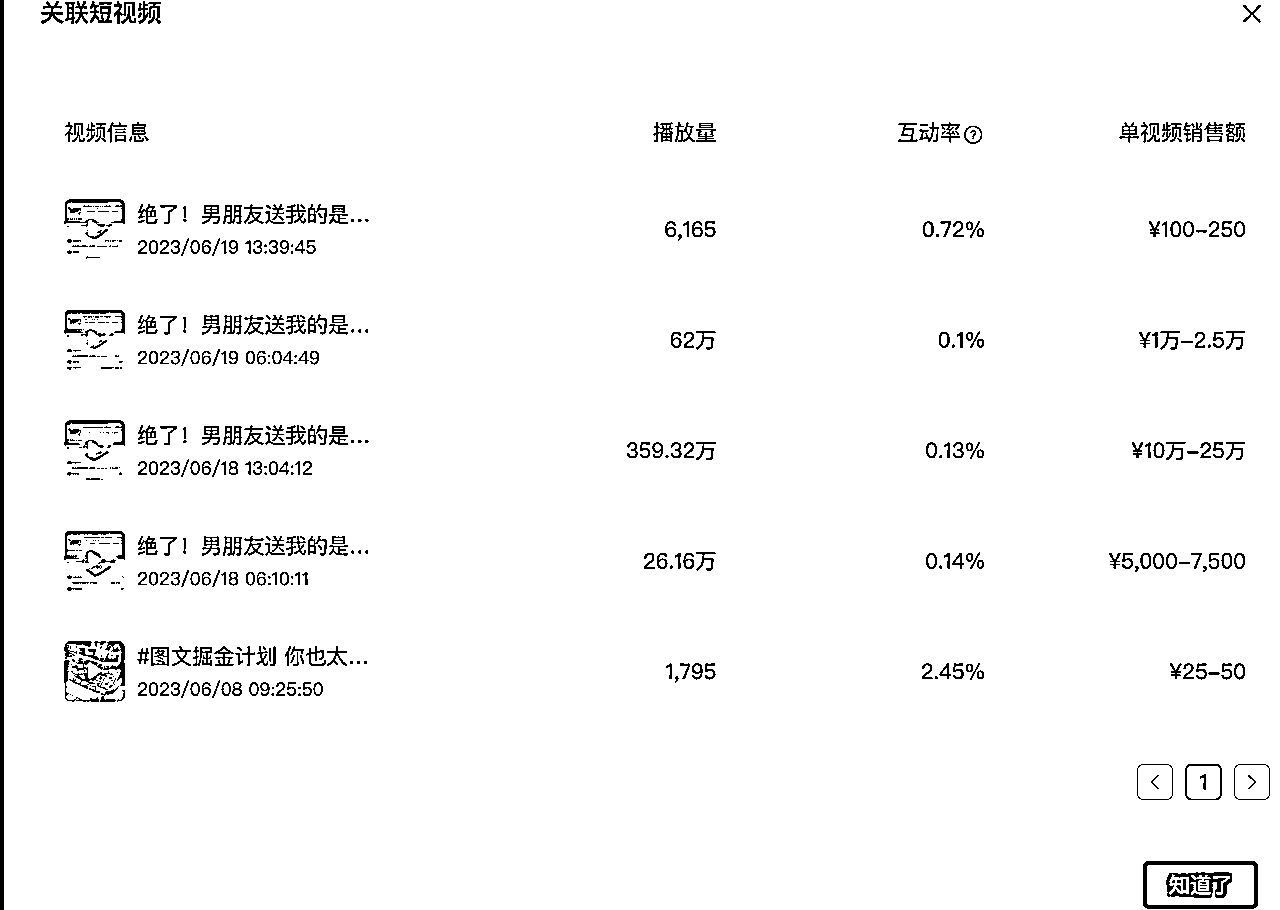 关联短视频
视频信息 播放量 互动率? 单视频销售额
绝了！男朋友送我的是...
2023/06/19 13:39:45
6,165 0.72% ¥100–250
绝了！男朋友送我的是...
2023/06/19 06:04:49
62万 0.1% ¥1万–2.5万
绝了！男朋友送我的是...
2023/06/18 13:04:12
359.32万 0.13% ¥10万–25万
绝了！男朋友送我的是...
2023/06/18 06:10:11
26.16万 0.14% ¥5,000–7,500
#图文掘金计划 你也太...
2023/06/08 09:25:50
1,795 2.45% ¥25–50
1
知道了